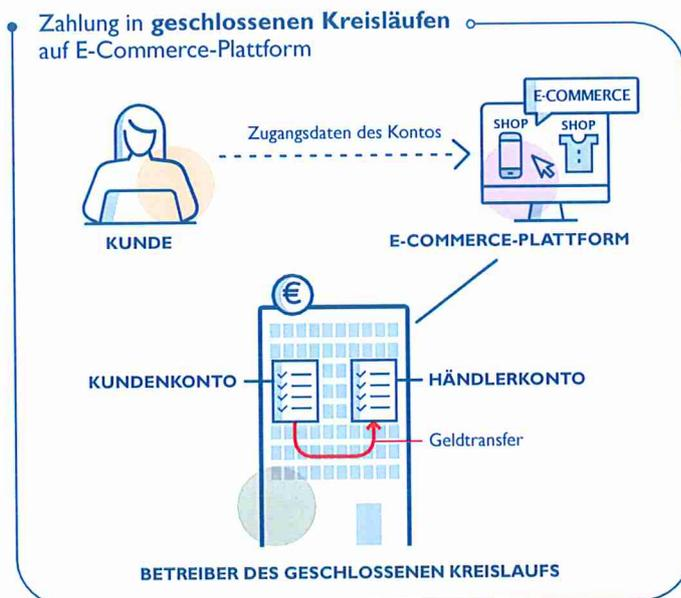 Zahlung in geschlossenen Kreisläufen
auf E-Commerce-Plattform
E-COMMERCE
SHOP SHOP
Zugangsdaten des Kontos
KUNDE
E-COMMERCE-PLATTFORM
€
KUNDENKONTO
HÄNDLERKONTO
Geldtransfer
BETREIBER DES GESCHLOSSENEN KREISLAUFS